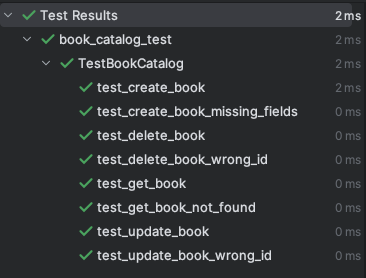 Test Results 2 ms
book_catalog_test 2 ms
TestBookCatalog 2 ms
test_create_book 2 ms
test_create_book_missing_fields 0 ms
test_delete_book 0 ms
test_delete_book_wrong_id 0 ms
test_get_book 0 ms
test_get_book_not_found 0 ms
test_update_book 0 ms
test_update_book_wrong_id 0 ms